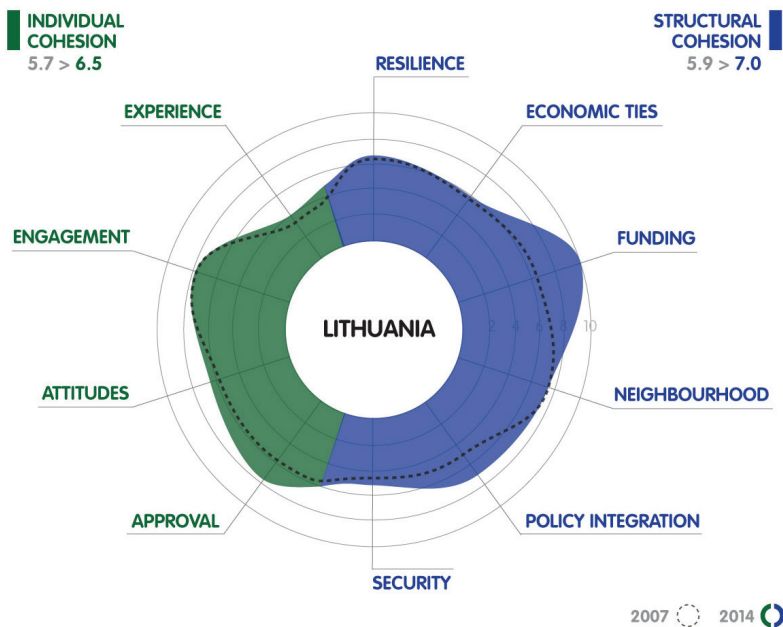 INDIVIDUAL
COHESION
5.7 > 6.5
STRUCTURAL
COHESION
5.9 > 7.0
RESILIENCE
EXPERIENCE
ECONOMIC TIES
ENGAGEMENT
FUNDING
LITHUANIA
2 4 6 8 10
ATTITUDES
NEIGHBOURHOOD
APPROVAL
POLICY INTEGRATION
SECURITY
2007 2014